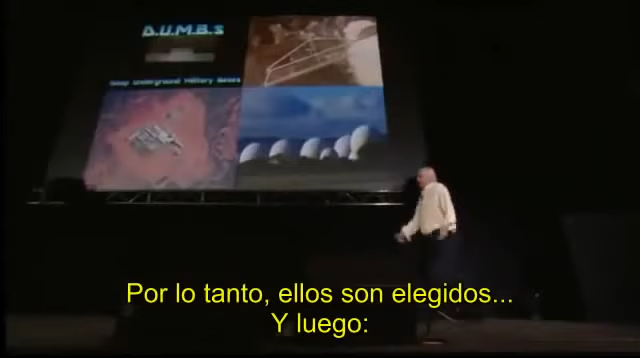 D.U.M.B.s
Deep Underground Military Bases
Por lo tanto, ellos son elegidos...
Y luego: